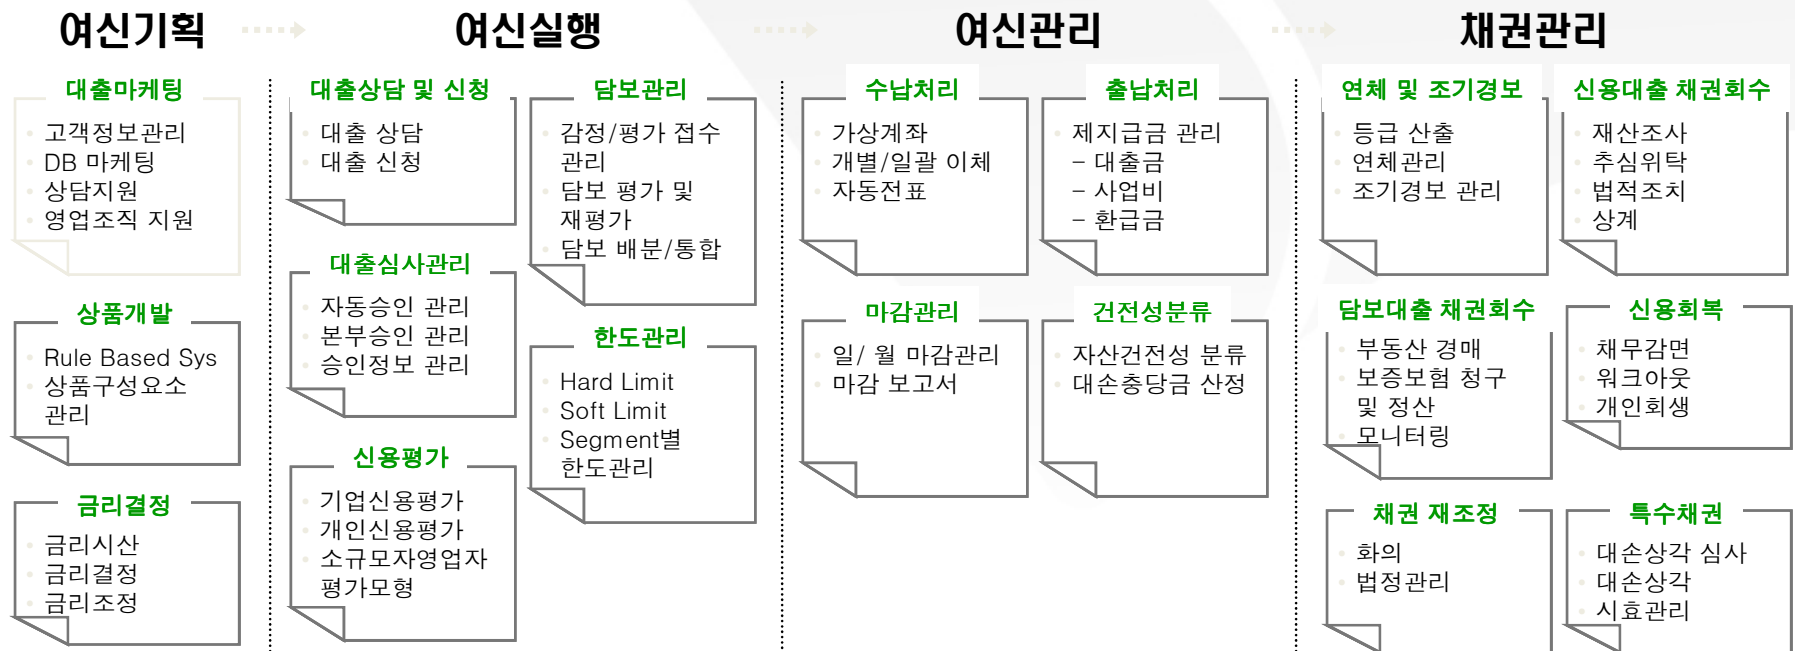 여신기획
여신실행
여신관리
채권관리
대출마케팅
고객정보관리
DB 마케팅
상담지원
영업조직 지원
상품개발
Rule Based Sys
상품구성요소
관리
금리결정
금리시산
금리결정
금리조정
대출상담 및 신청
대출 상담
대출 신청
대출심사관리
자동승인 관리
본부승인 관리
승인정보 관리
신용평가
기업신용평가
개인신용평가
소규모자영업자
평가모형
담보관리
감정/평가 접수
관리
담보 평가 및
재평가
담보 배분/통합
한도관리
Hard Limit
Soft Limit
Segment별
한도관리
수납처리
가상계좌
개별/일괄 이체
자동전표
마감관리
일/ 월 마감관리
마감 보고서
출납처리
제지급금 관리
– 대출금
– 사업비
– 환급금
건전성분류
자산건전성 분류
대손충당금 산정
연체 및 조기경보
등급 산출
연체관리
조기경보 관리
담보대출 채권회수
부동산 경매
보증보험 청구
및 정산
모니터링
채권 재조정
화의
법정관리
신용대출 채권회수
재산조사
추심위탁
법적조치
상계
신용회복
채무감면
워크아웃
개인회생
특수채권
대손상각 심사
대손상각
시효관리